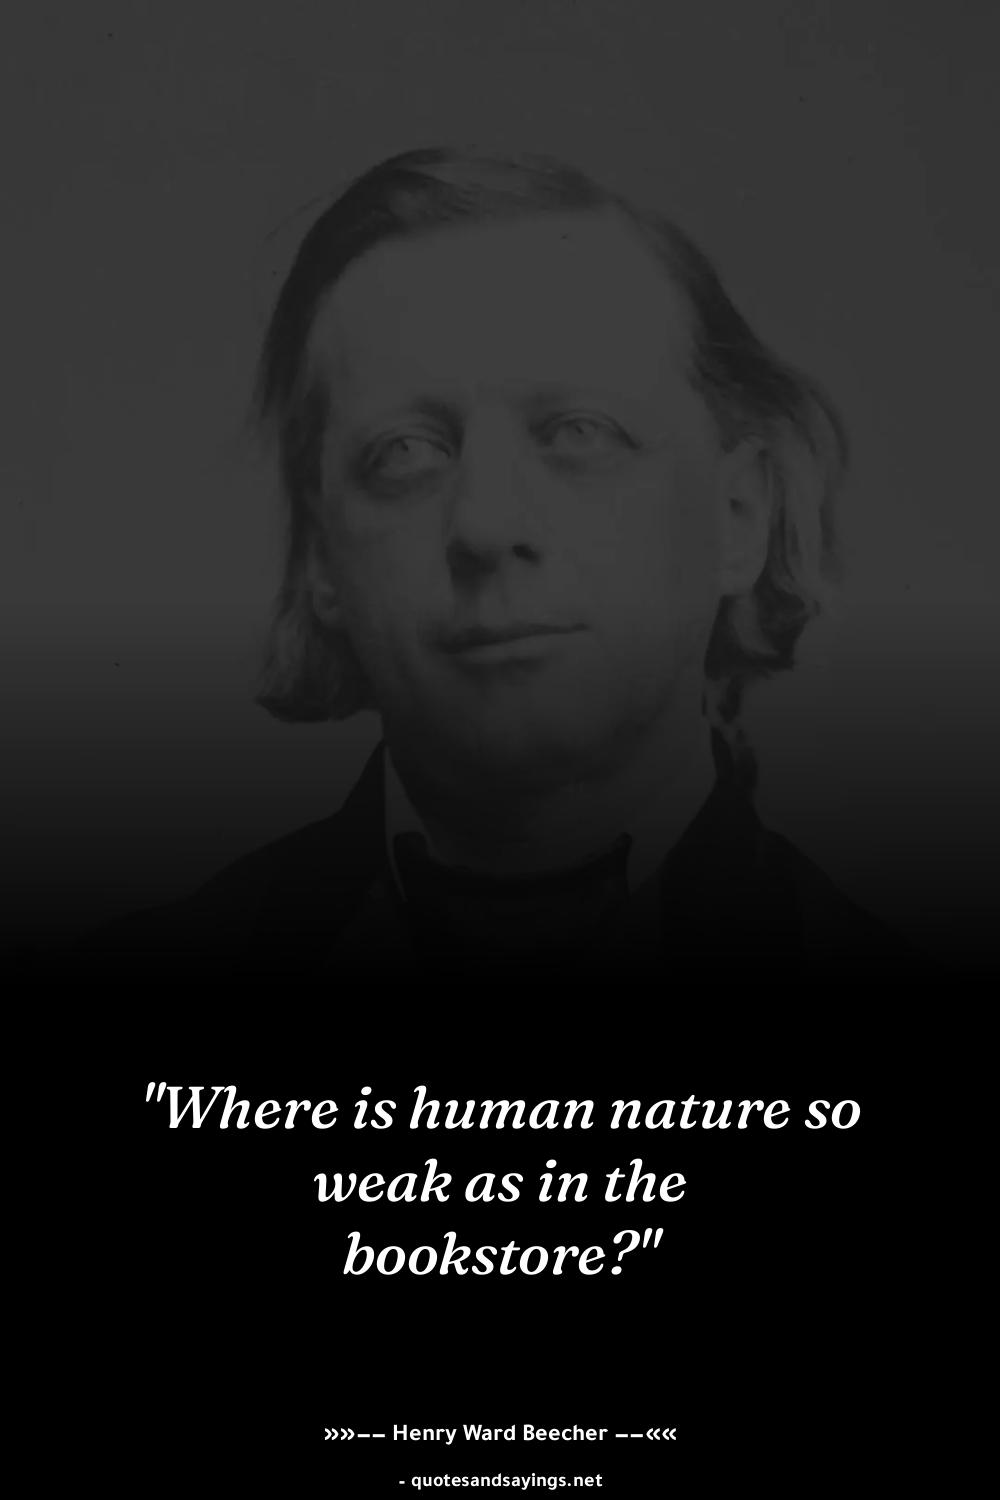 "Where is human nature so
weak as in the
bookstore?"
»»−− Henry Ward Beecher −−««
- quotesandsayings.net